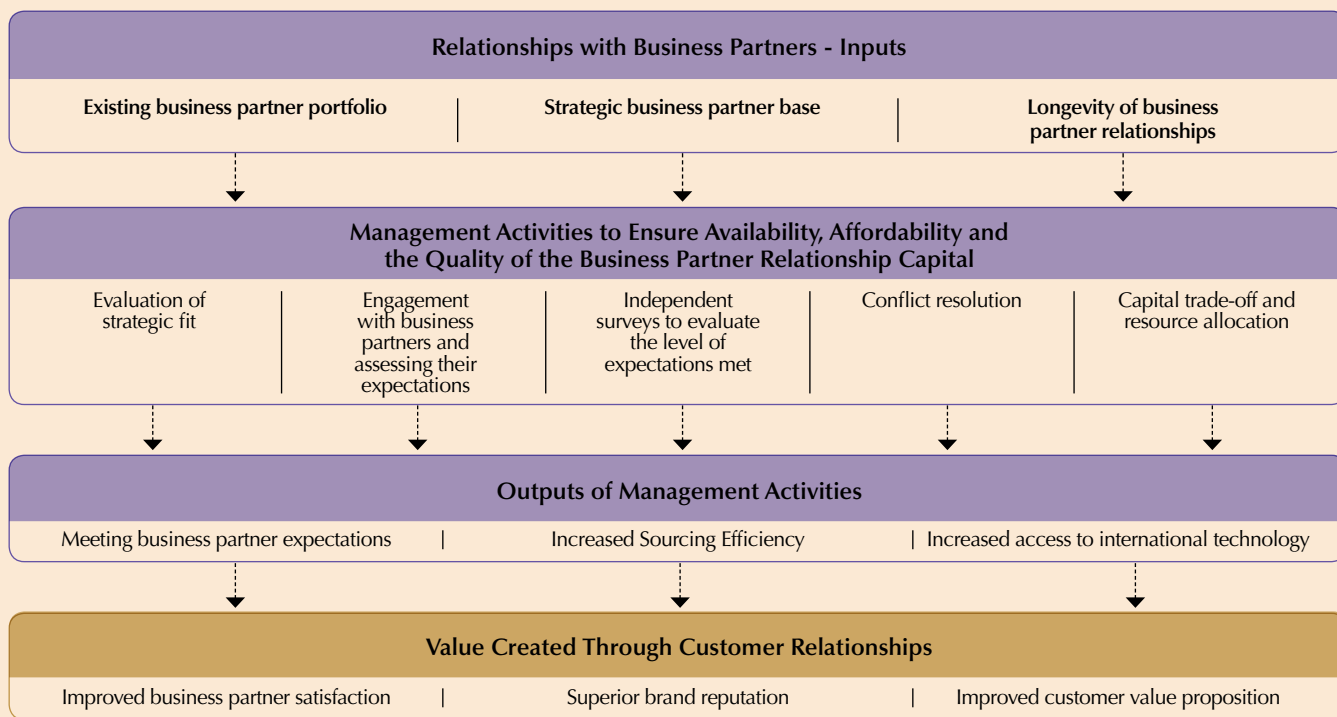 Relationships with Business Partners - Inputs
Existing business partner portfolio
Strategic business partner base
Longevity of business
partner relationships
Management Activities to Ensure Availability, Affordability and
the Quality of the Business Partner Relationship Capital
Evaluation of
strategic fit
Engagement
with business
partners and
assessing their
expectations
Independent
surveys to evaluate
the level of
expectations met
Conflict resolution
Capital trade-off and
resource allocation
Outputs of Management Activities
Meeting business partner expectations
Increased Sourcing Efficiency
Increased access to international technology
Value Created Through Customer Relationships
Improved business partner satisfaction
Superior brand reputation
Improved customer value proposition